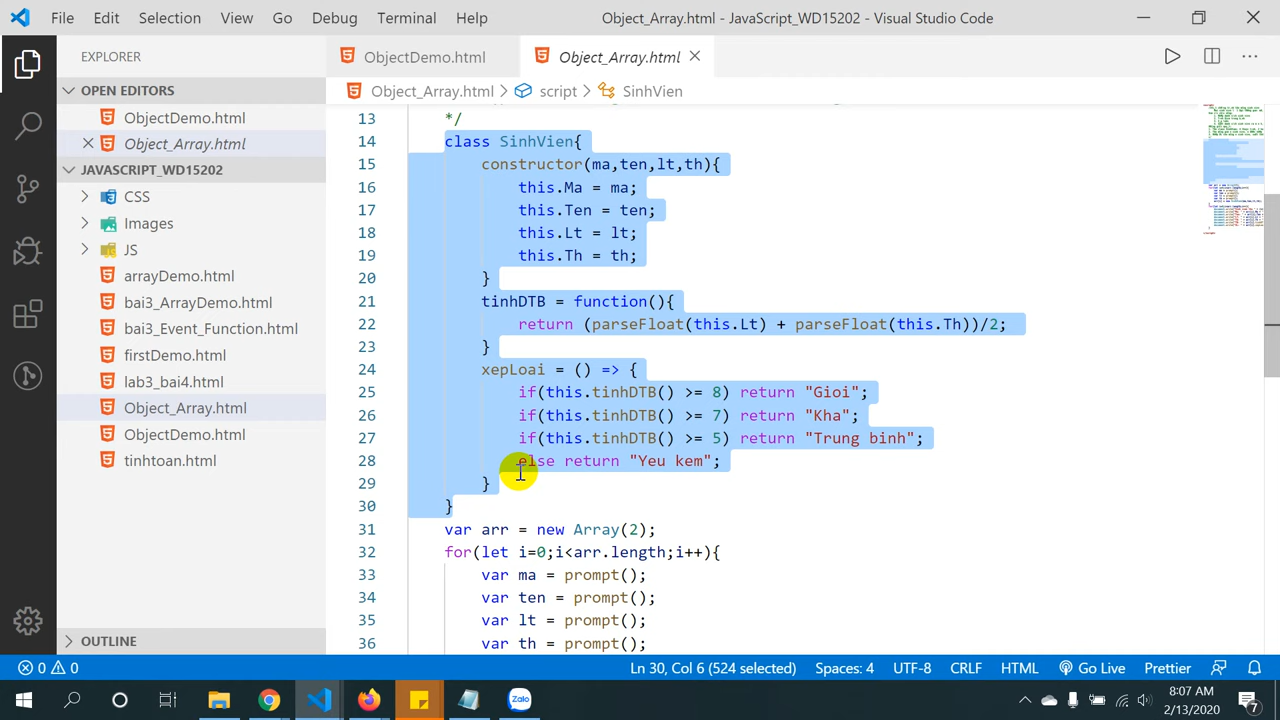 File Edit Selection View Go Debug Terminal Help Object_Array.html - JavaScript_WD15202 - Visual Studio Code
EXPLORER
OPEN EDITORS
ObjectDemo.html
Object_Array.html
JAVASCRIPT_WD15202
CSS
Images
JS
arrayDemo.html
bai3_ArrayDemo.html
bai3_Event_Function.html
firstDemo.html
lab3_bai4.html
Object_Array.html
ObjectDemo.html
tinhtoan.html
OUTLINE
ObjectDemo.html Object_Array.html
Object_Array.html > script > SinhVien
13 */
14 class SinhVien{
15 constructor(ma,ten,lt,th){
16 this.Ma = ma;
17 this.Ten = ten;
18 this.Lt = lt;
19 this.Th = th;
20 }
21 tinhDTB = function(){
22 return (parseFloat(this.Lt) + parseFloat(this.Th))/2;
23 }
24 xepLoai = () => {
25 if(this.tinhDTB() >= 8) return "Gioi";
26 if(this.tinhDTB() >= 7) return "Kha";
27 if(this.tinhDTB() >= 5) return "Trung binh";
28 else return "Yeu kem";
29 }
30 }
31 var arr = new Array(2);
32 for(let i=0;i<arr.length;i++){
33 var ma = prompt();
34 var ten = prompt();
35 var lt = prompt();
36 var th = prompt();
0 0 Ln 30, Col 6 (524 selected) Spaces: 4 UTF-8 CRLF HTML Go Live Prettier
Zalo
8:07 AM
2/13/2020
7